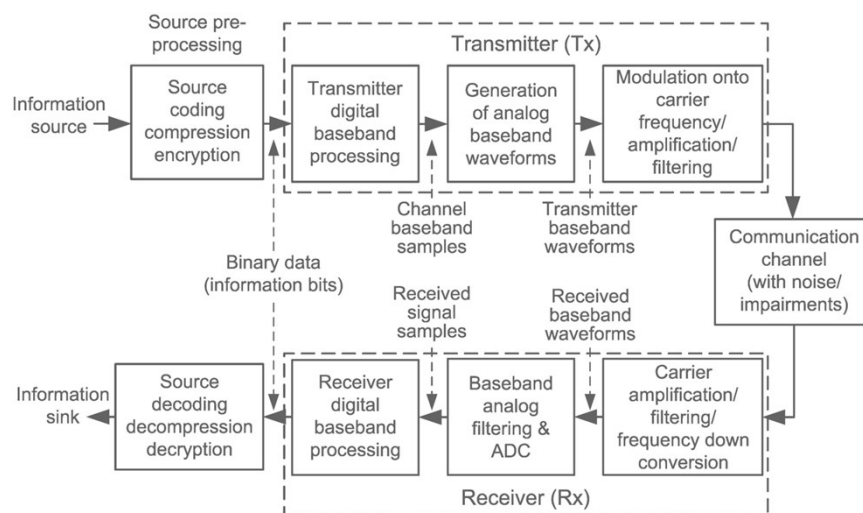 Source pre-
processing
Transmitter (Tx)
Information
source
Source
coding
compression
encryption
Transmitter
digital
baseband
processing
Generation
of analog
baseband
waveforms
Modulation onto
carrier
frequency/
amplification/
filtering
Channel
baseband
samples
Transmitter
baseband
waveforms
Communication
channel
(with noise/
impairments)
Binary data
(information bits)
Received
signal
samples
Received
baseband
waveforms
Information
sink
Source
decoding
decompression
decryption
Receiver
digital
baseband
processing
Baseband
analog
filtering &
ADC
Carrier
amplification/
filtering/
frequency down
conversion
Receiver (Rx)